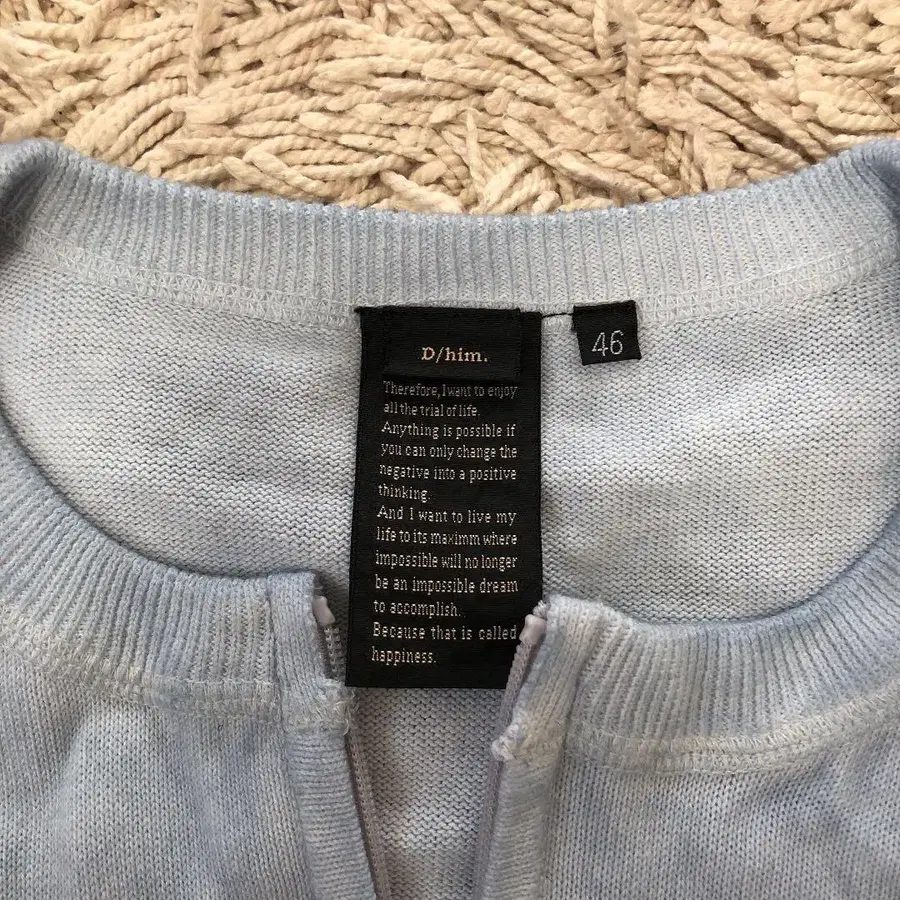 D/him.
46
Therefore, I want to enjoy
all the trial of life.
Anything is possible if
you can only change the
negative into a positive
thinking.
And I want to live my
life to its maximm where
impossible will no longer
be an impossible dream
to accomplish..
Because that is called
happiness.